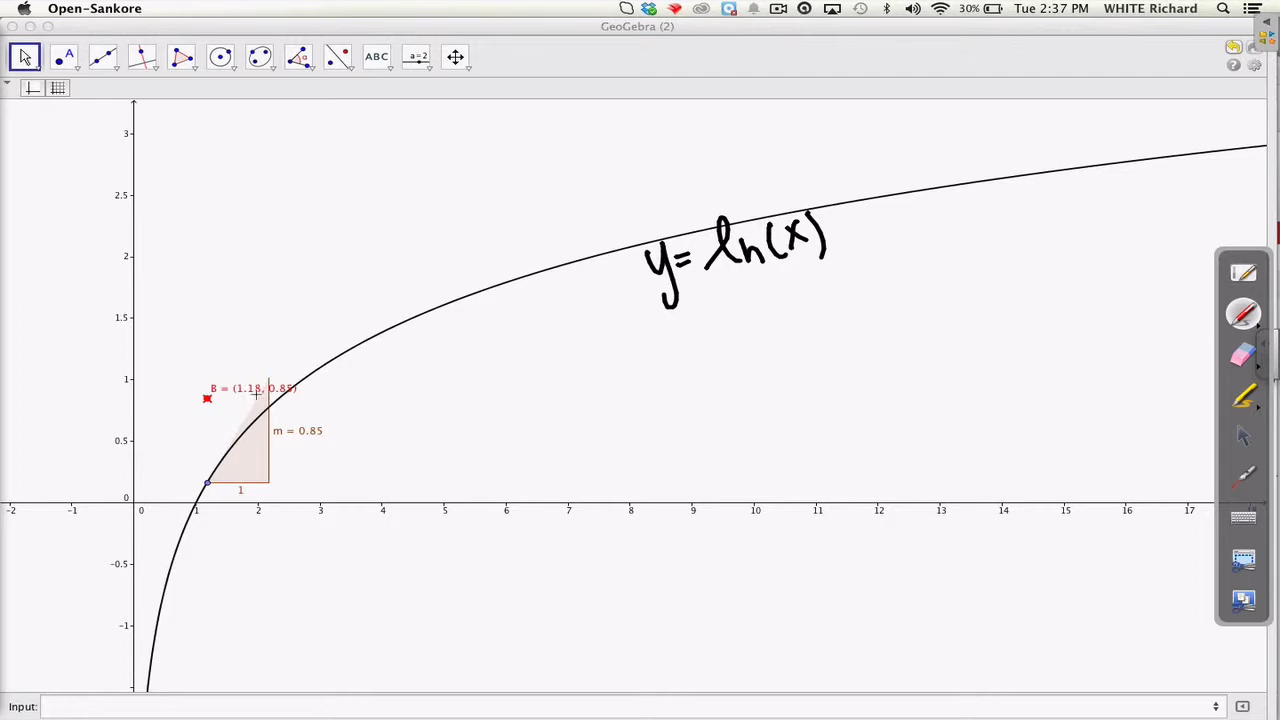 Open-Sankore
30%
Tue 2:37 PM
WHITE Richard
GeoGebra (2)
A
ABC
a=2
3
2.5
2
1.5
1
0.5
0
-0.5
-1
-2
-1
0
1
2
3
4
5
6
7
8
9
10
11
12
13
14
15
16
17
y= ln(x)
B = (1.18, 0.85)
m = 0.85
1
Input: